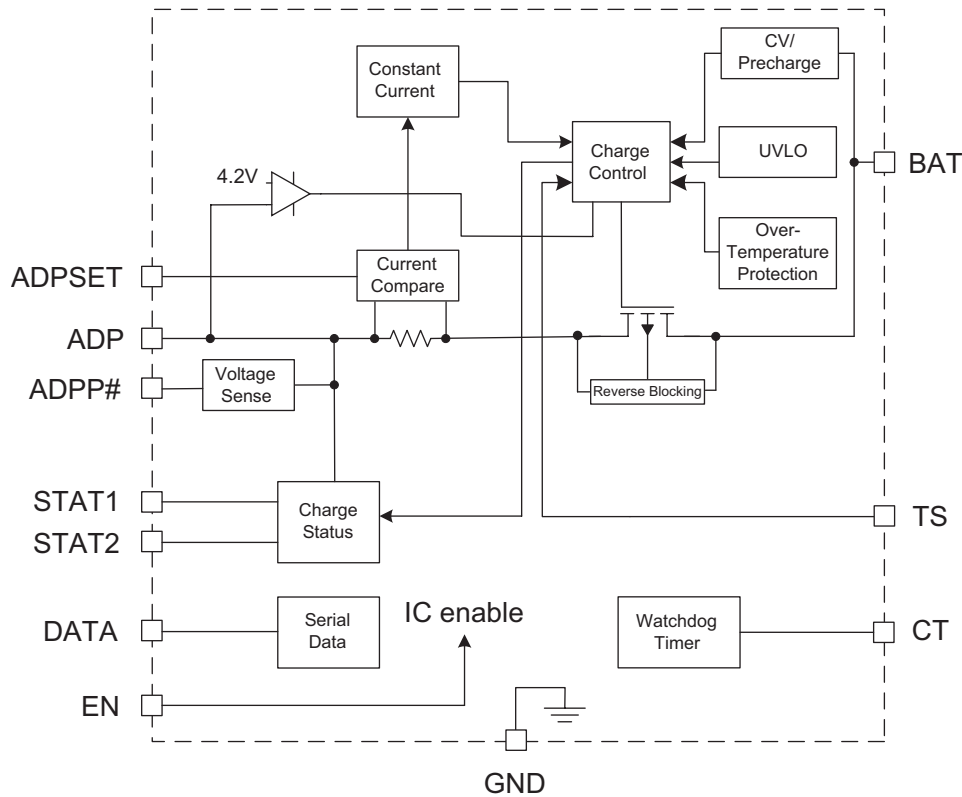 CV/
Precharge
Constant
Current
Charge
Control
UVLO
BAT
4.2V
Over-
Temperature
Protection
ADPSET
Current
Compare
ADP
ADPP#
Voltage
Sense
Reverse Blocking
STAT1
STAT2
Charge
Status
TS
DATA
Serial
Data
IC enable
Watchdog
Timer
CT
EN
GND